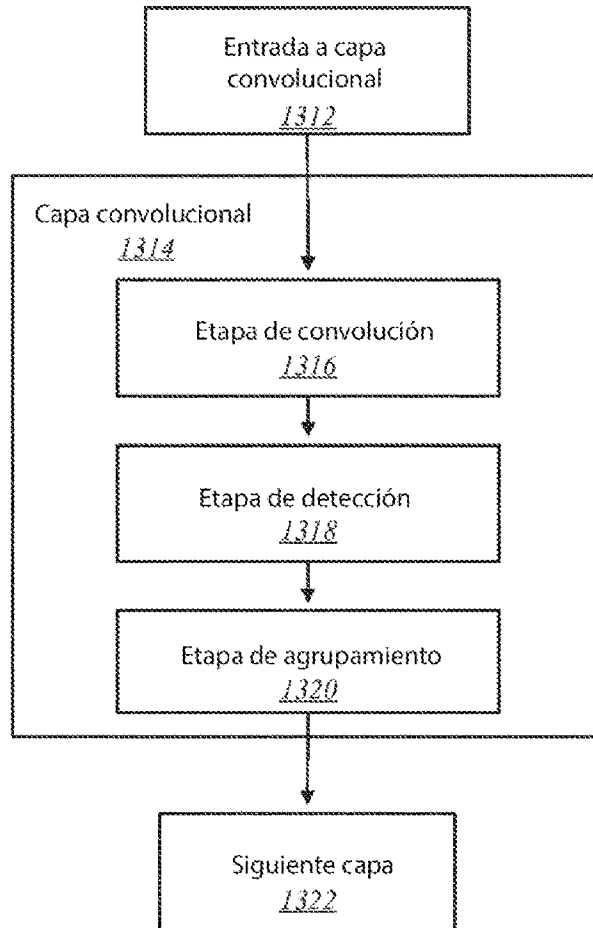 Entrada a capa
convolucional
1312
Capa convolucional
1314
Etapa de convolución
1316
Etapa de detección
1318
Etapa de agrupamiento
1320
Siguiente capa
1322